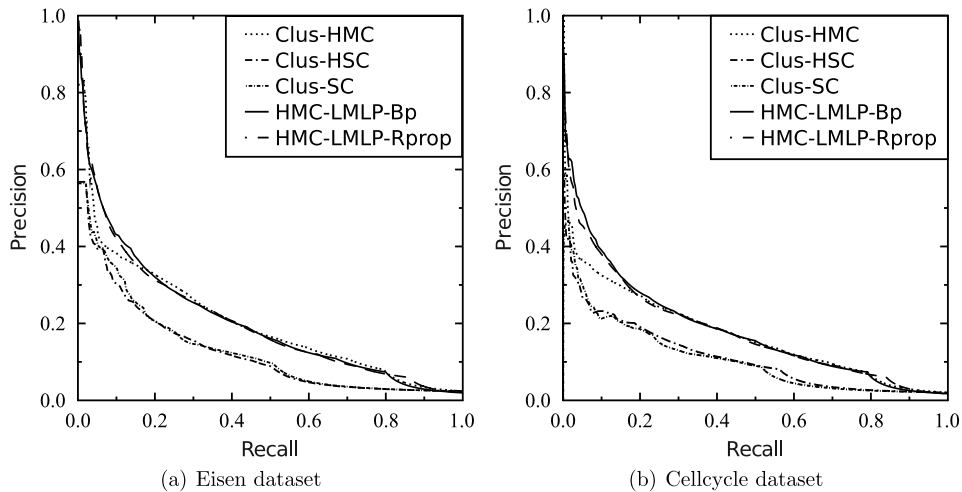 1.0
0.8
0.6
0.4
0.2
0.0
Precision
0.0 0.2 0.4 0.6 0.8 1.0
Recall
Clus-HMC
Clus-HSC
Clus-SC
HMC-LMLP-Bp
HMC-LMLP-Rprop
(a) Eisen dataset
1.0
0.8
0.6
0.4
0.2
0.0
Precision
0.0 0.2 0.4 0.6 0.8 1.0
Recall
Clus-HMC
Clus-HSC
Clus-SC
HMC-LMLP-Bp
HMC-LMLP-Rprop
(b) Cellcycle dataset